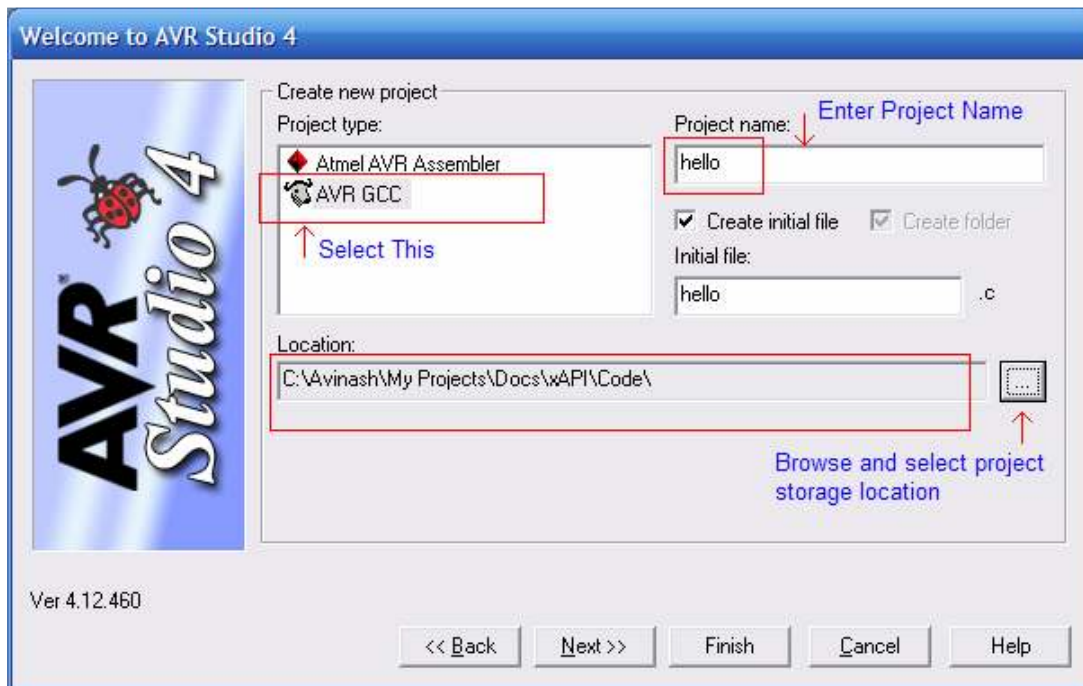 Welcome to AVR Studio 4
AVR® Studio 4
Create new project
Project type:
Atmel AVR Assembler
AVR GCC
Select This
Project name:
Enter Project Name
hello
Create initial file
Create folder
Initial file:
hello
.c
Location:
C:\Avinash\My Projects\Docs\xAPI\Code\
...
Browse and select project
storage location
Ver 4.12.460
<< Back
Next >>
Finish
Cancel
Help